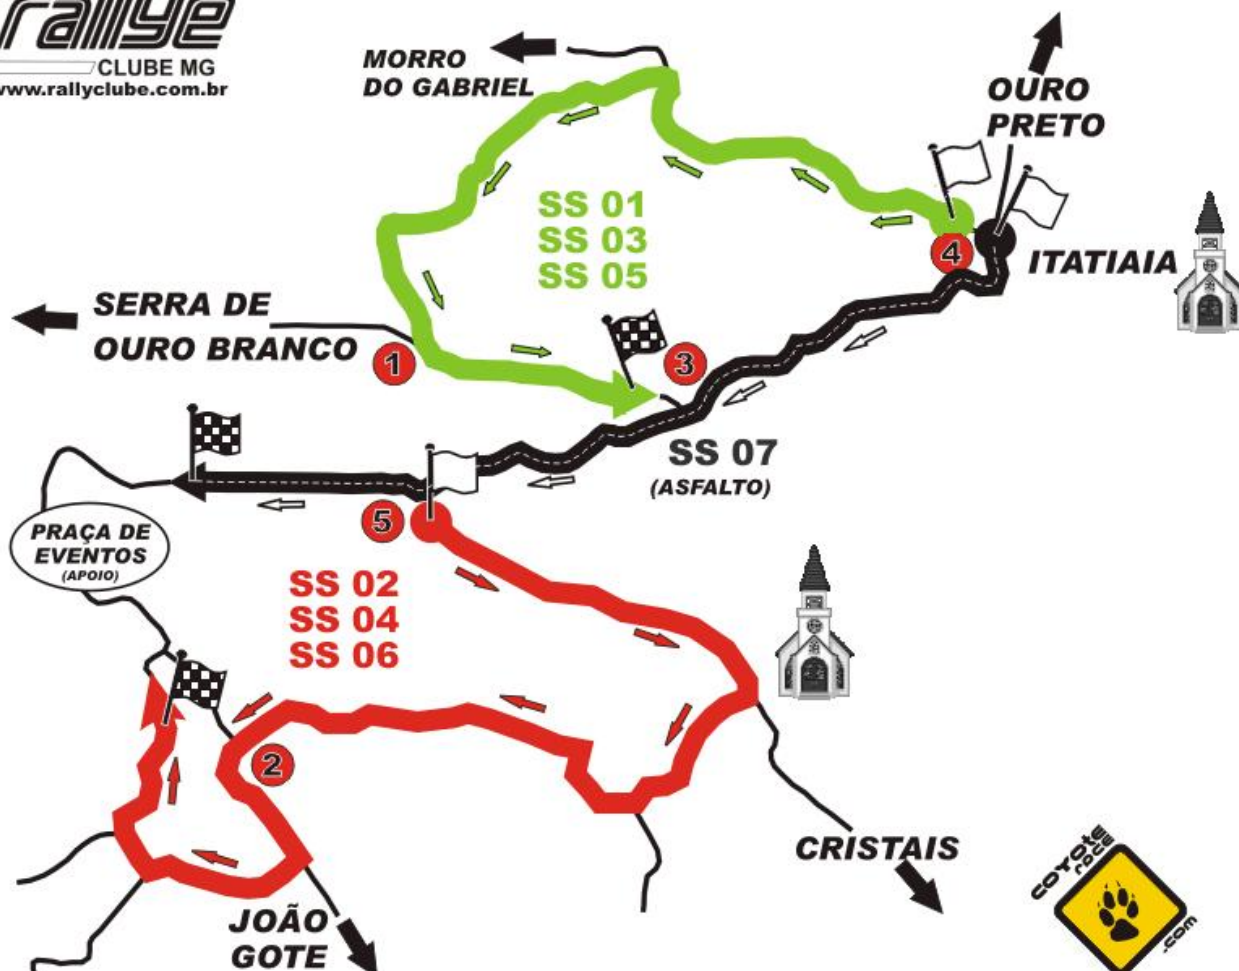 rallye
CLUBE MG
www.rallyclube.com.br
MORRO
DO GABRIEL
OURO
PRETO
SS 01
SS 03
SS 05
4
ITATIAIA
SERRA DE
OURO BRANCO
1
3
SS 07
(ASFALTO)
5
PRAÇA DE
EVENTOS
(APOIO)
SS 02
SS 04
SS 06
2
CRISTAIS
JOÃO
GOTE
COYOTE
RACE
.COM